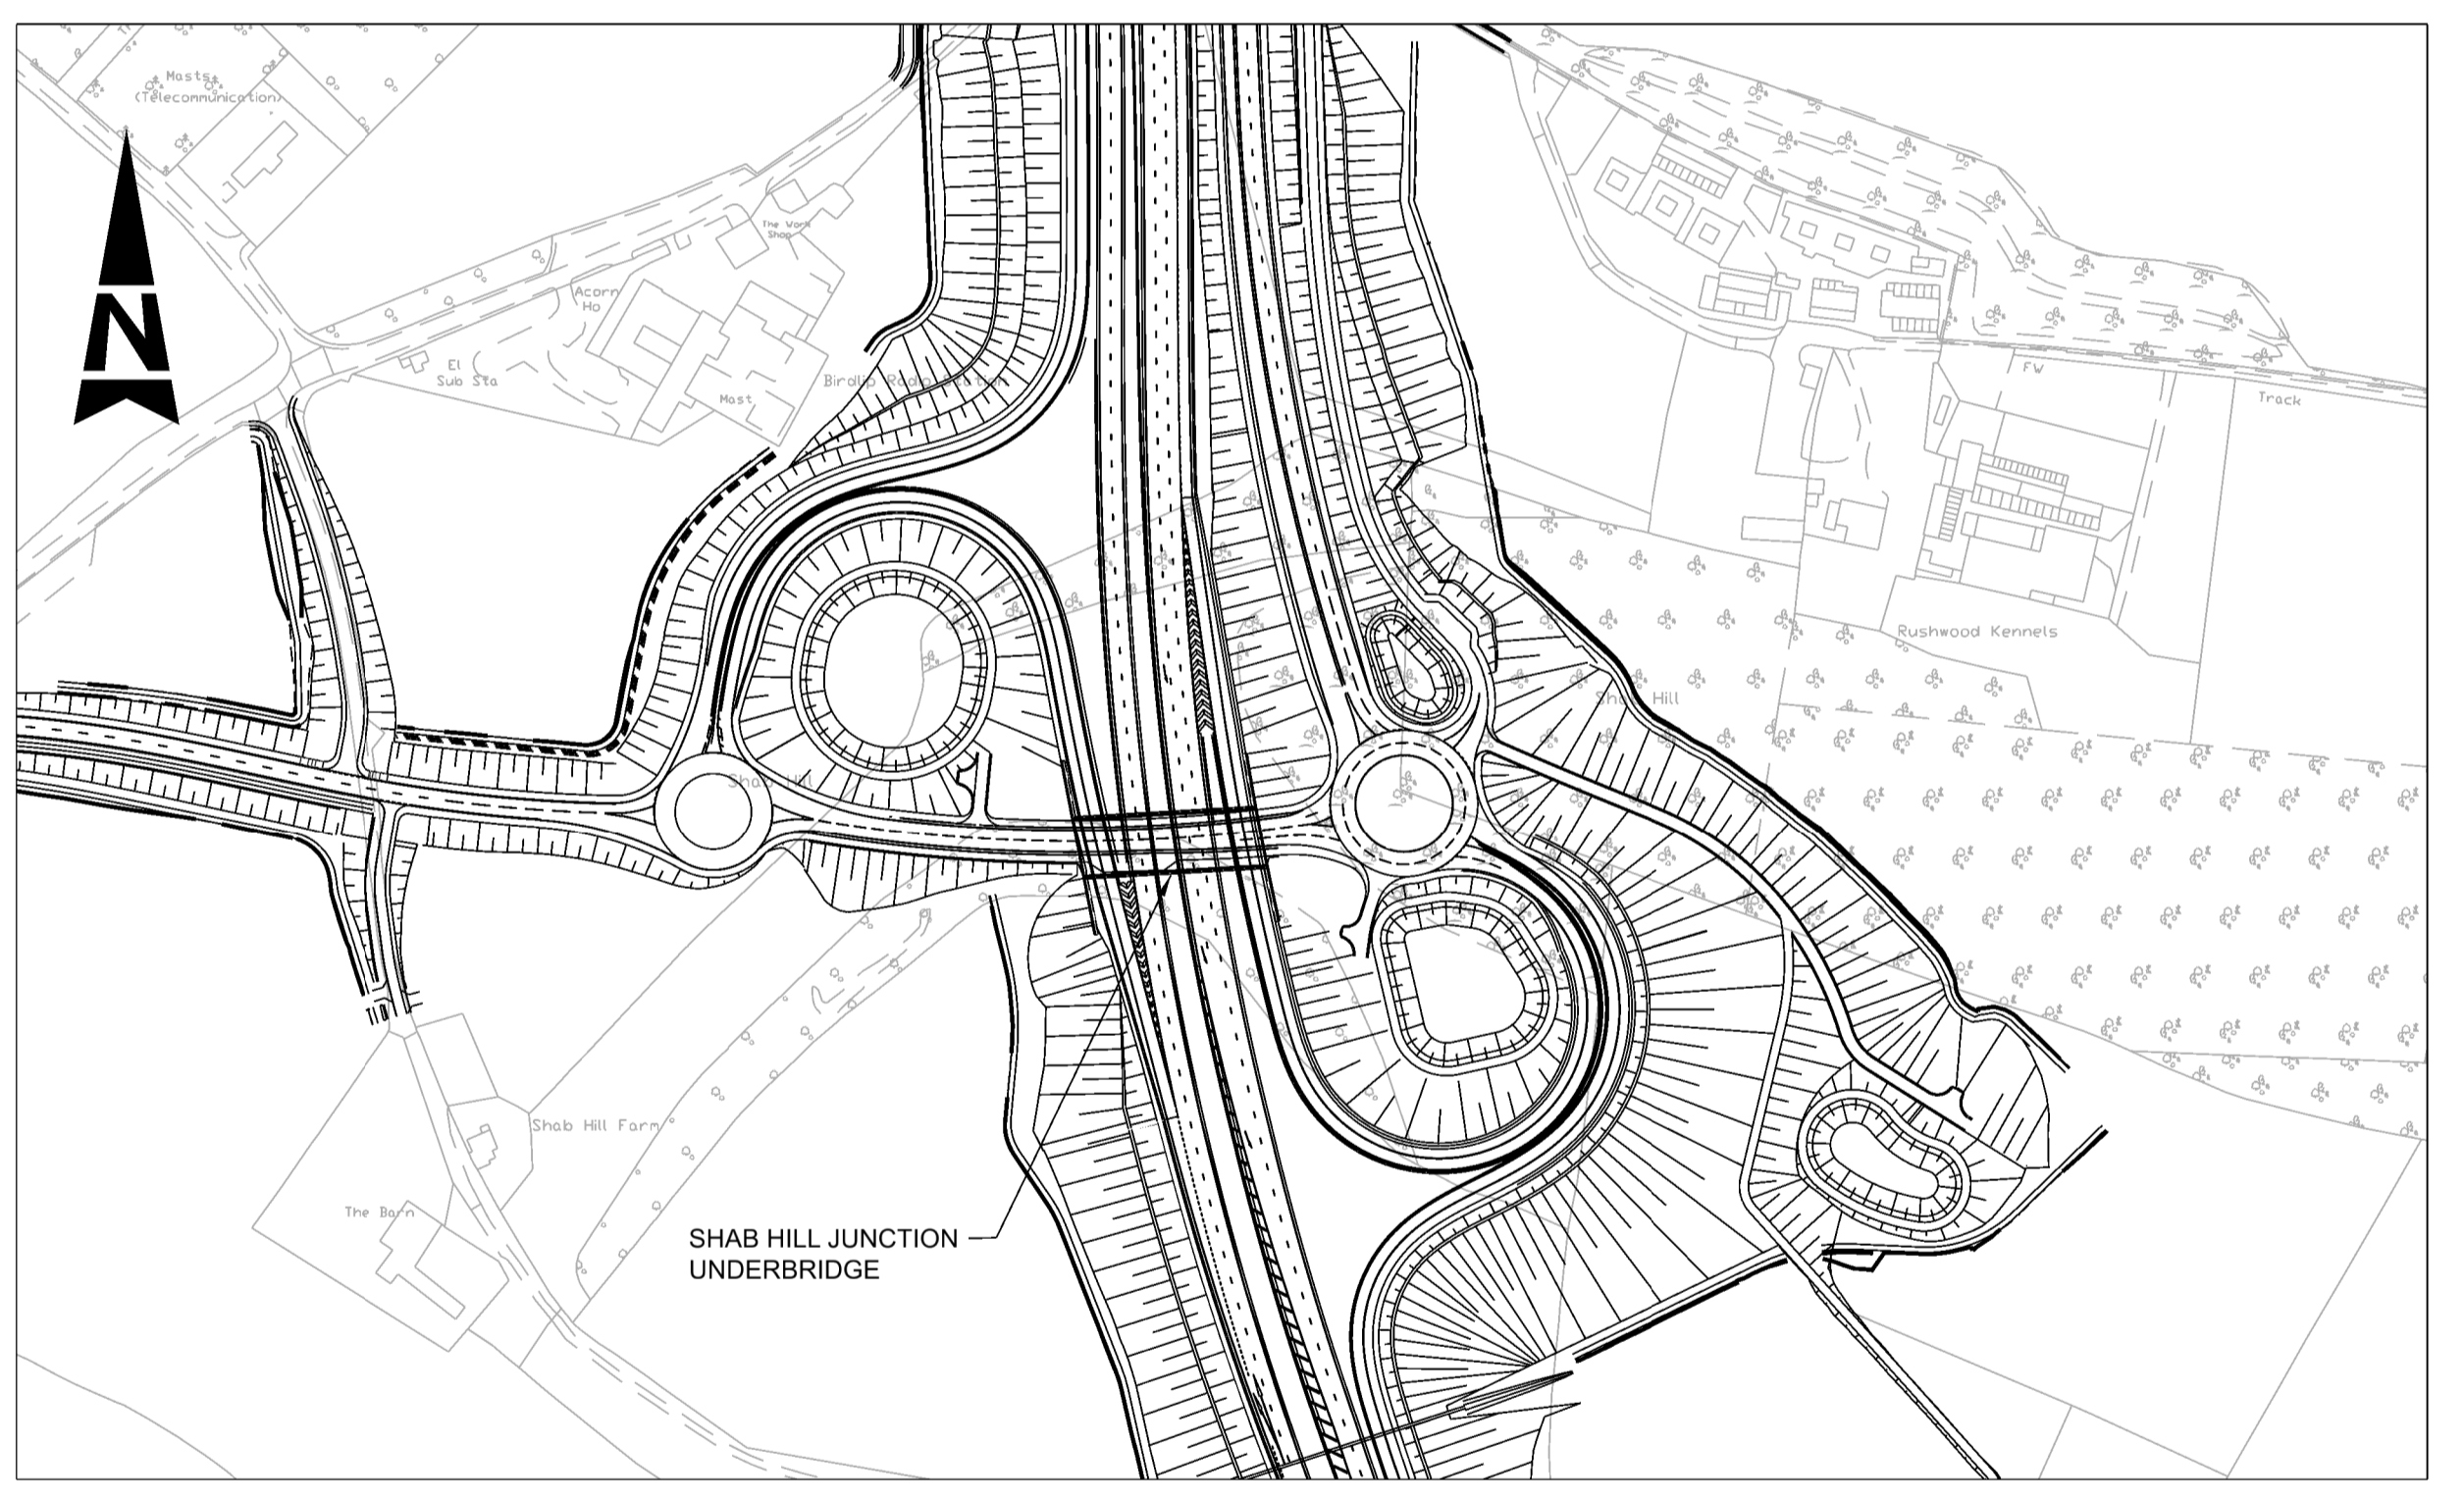 Masts
(Telecommunication)
N
The Work
Shop
Acorn
Ho
El
Sub Sta
Mast
Birdlip Radio Station
FW
Track
Rushwood Kennels
Shab Hill
Shab Hill
Shab Hill Farm
The Barn
SHAB HILL JUNCTION
UNDERBRIDGE